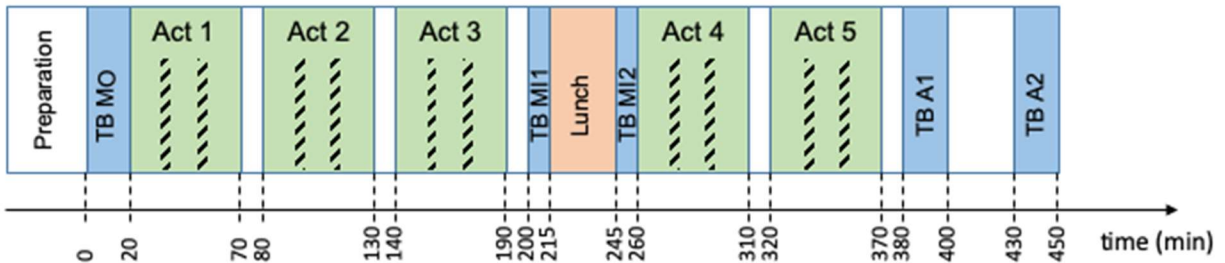 Preparation
TB MO
Act 1
Act 2
Act 3
TB MI1
Lunch
TB MI2
Act 4
Act 5
TB A1
TB A2
0
20
70
80
130
140
190
200
215
245
260
310
320
370
380
400
430
450
time (min)